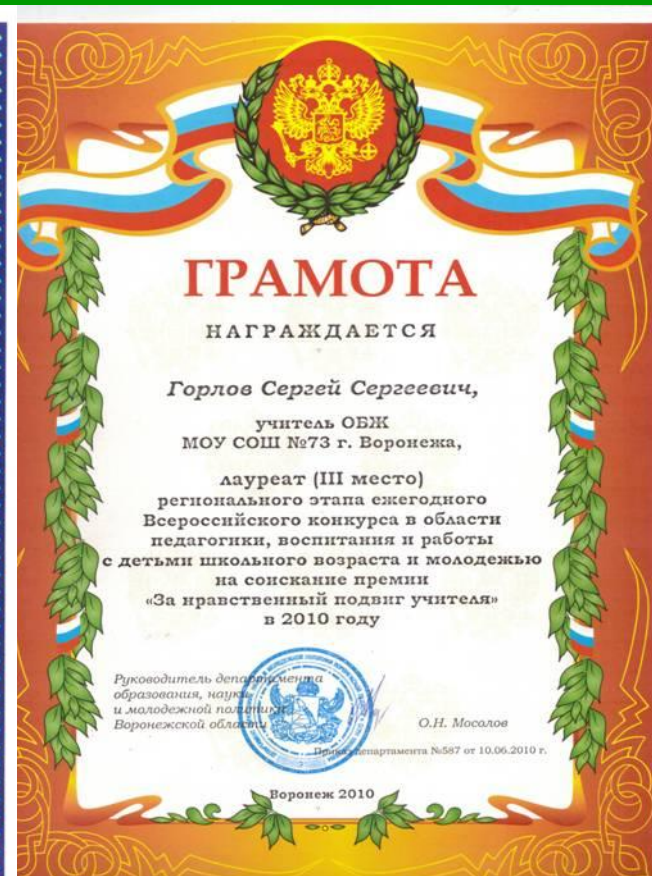 ГРАМОТА
НАГРАЖДАЕТСЯ
Горлов Сергей Сергеевич,
учитель ОБЖ
МОУ СОШ №73 г. Воронежа,
лауреат (III место)
регионального этапа ежегодного
Всероссийского конкурса в области
педагогики, воспитания и работы
с детьми школьного возраста и молодежью
на соискание премии
«За нравственный подвиг учителя»
в 2010 году
Руководитель департамента
образования, науки
и молодежной политики
Воронежской области
О.Н. Мосолов
Приказ департамента №587 от 10.06.2010 г.
Воронеж 2010